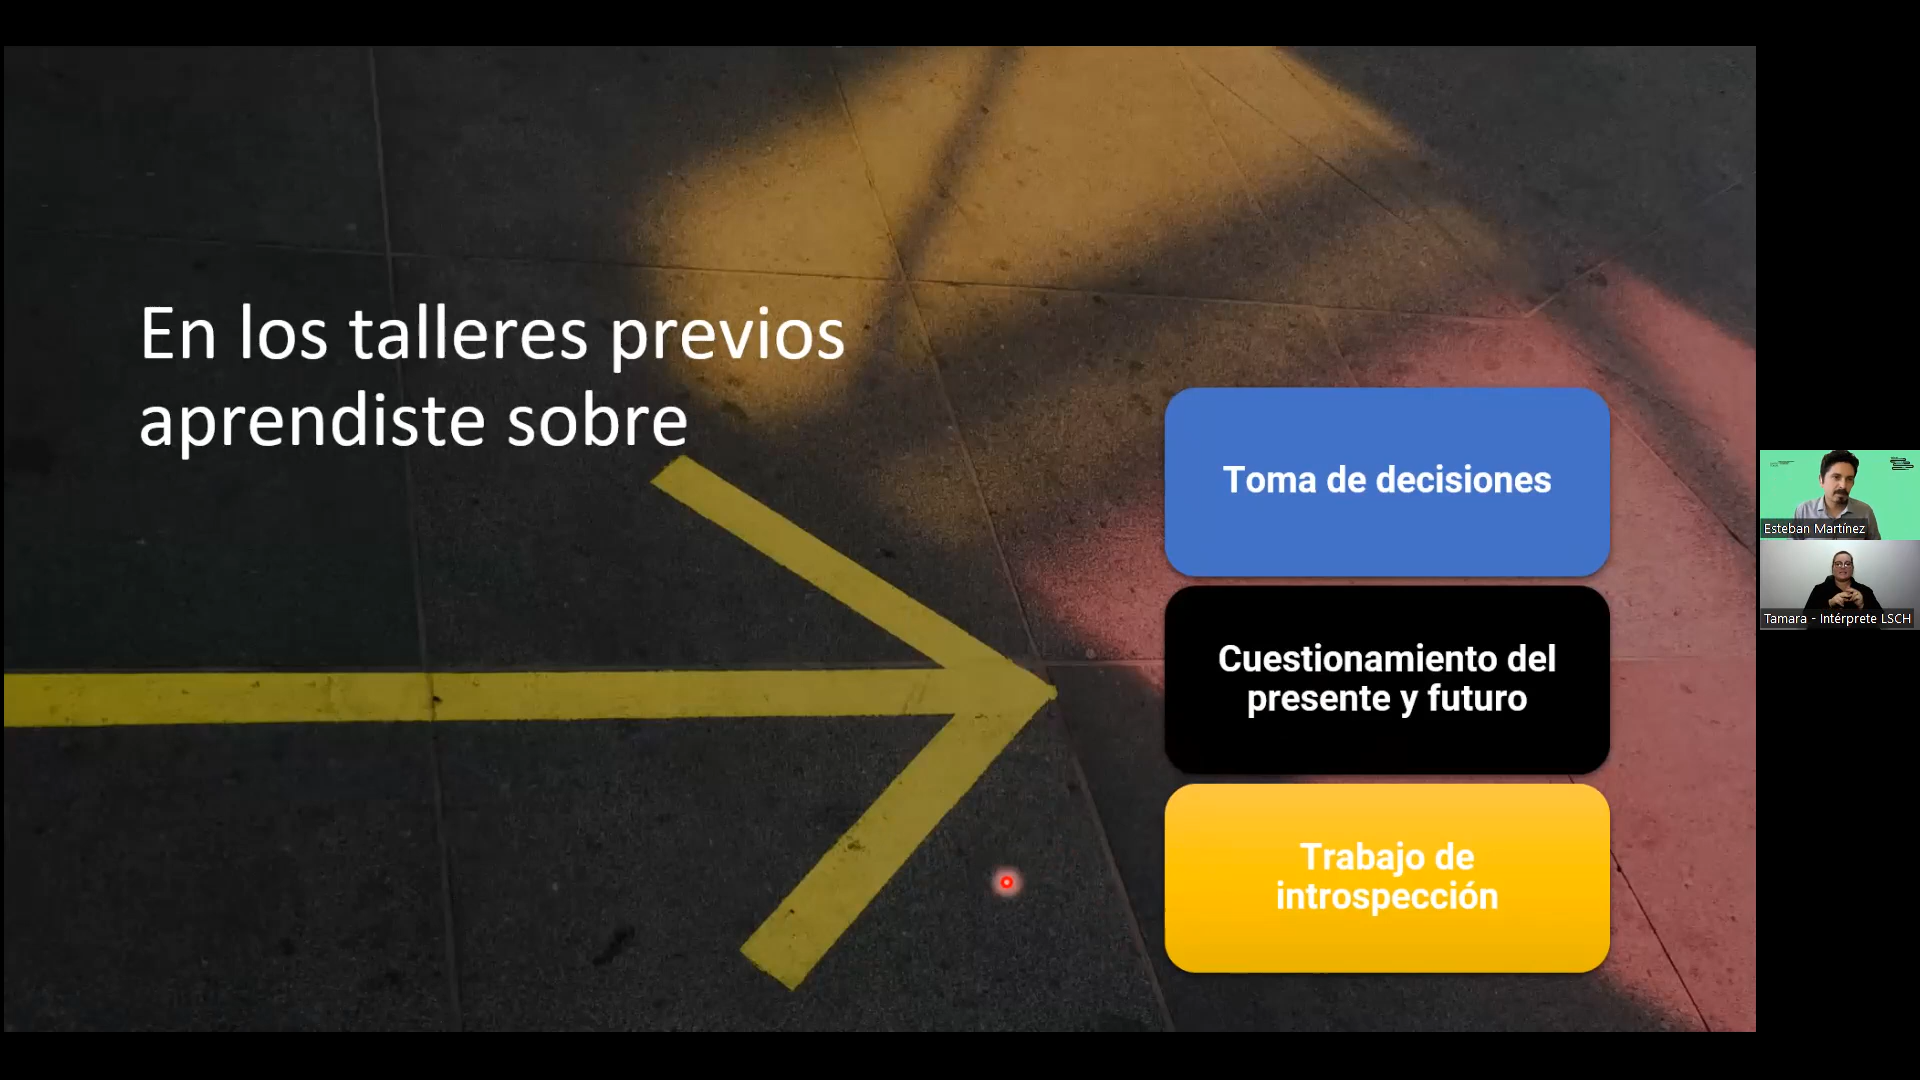 En los talleres previos
aprendiste sobre
Toma de decisiones
Cuestionamiento del
presente y futuro
Trabajo de
introspección
Esteban Martínez
Tamara - Intérprete LSCH